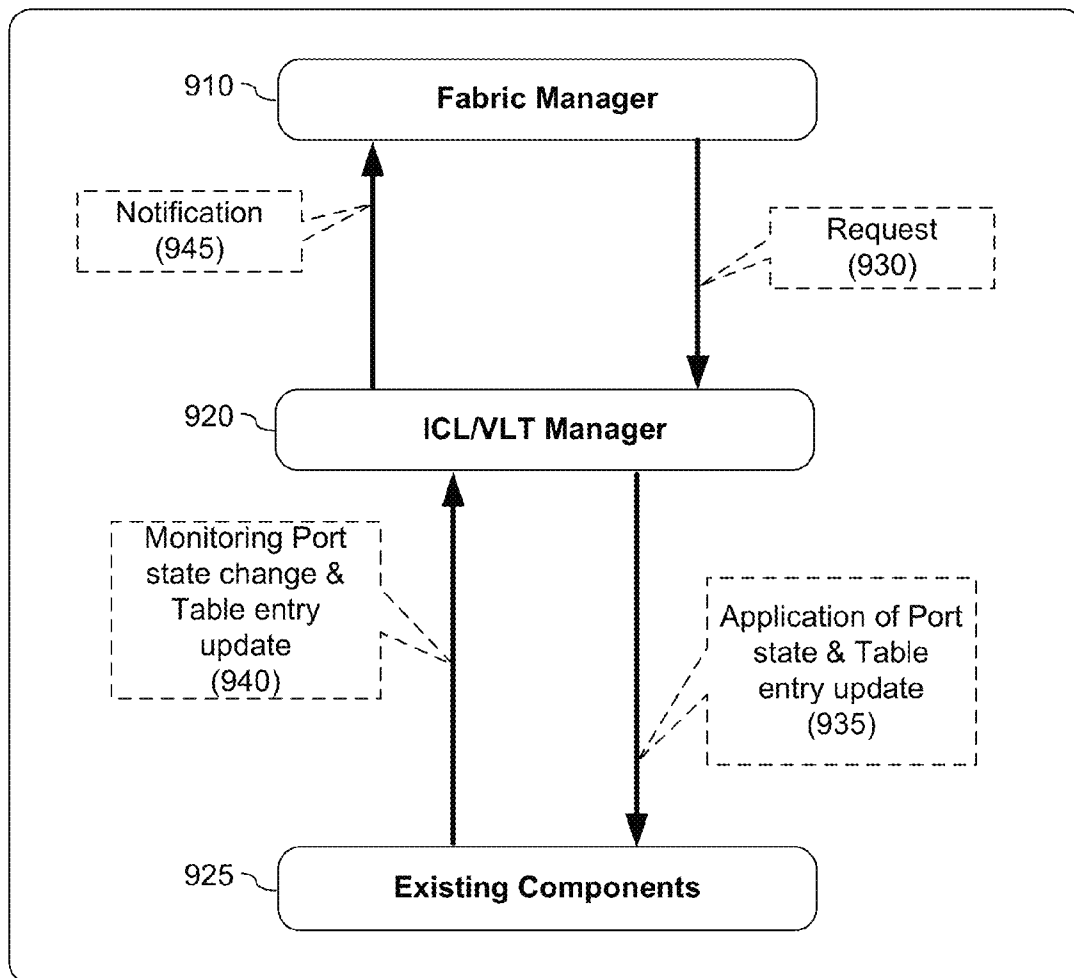 910
Fabric Manager
Notification
(945)
Request
(930)
920
ICL/VLT Manager
Monitoring Port
state change &
Table entry
update
(940)
Application of Port
state & Table
entry update
(935)
925
Existing Components